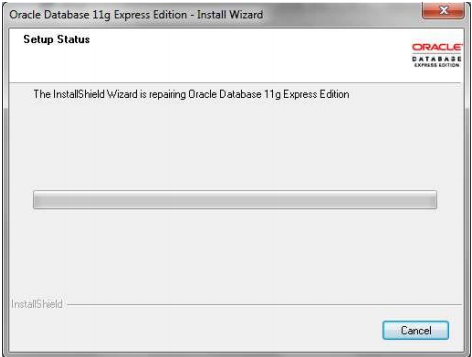 Oracle Database 11g Express Edition - Install Wizard
Setup Status
ORACLE
DATABASE
EXPRESS EDITION
The InstallShield Wizard is repairing Oracle Database 11g Express Edition
InstallShield
Cancel